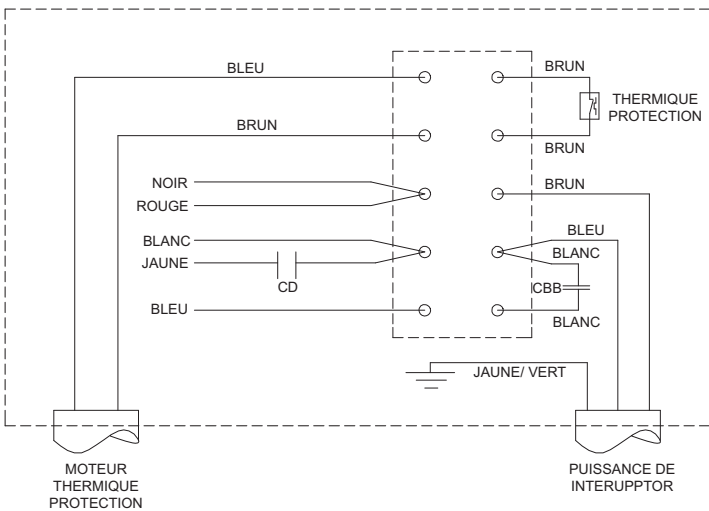 BLEU
BRUN
THERMIQUE
PROTECTION
BRUN
BRUN
NOIR
ROUGE
BRUN
BLANC
JAUNE
CD
BLEU
BLANC
CBB
BLEU
BLANC
JAUNE/ VERT
MOTEUR
THERMIQUE
PROTECTION
PUISSANCE DE
INTERUPPTOR